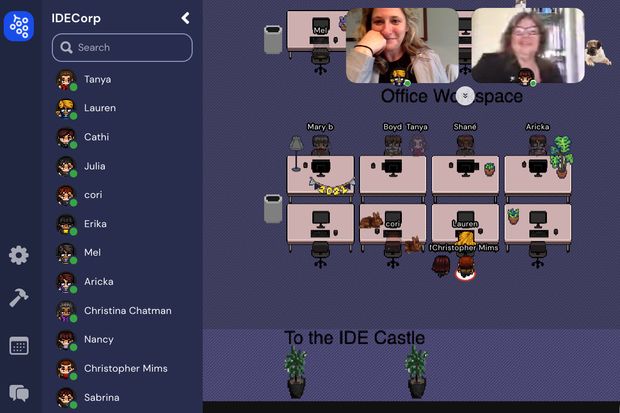 IDECorp
Search
Tanya
Lauren
Cathi
Julia
cori
Erika
Mel
Aricka
Christina Chatman
Nancy
Christopher Mims
Sabrina
Mel
Office Workspace
Mary b
Boyd
Tanya
Shané
Aricka
cori
Lauren
Christopher Mims
To the IDE Castle